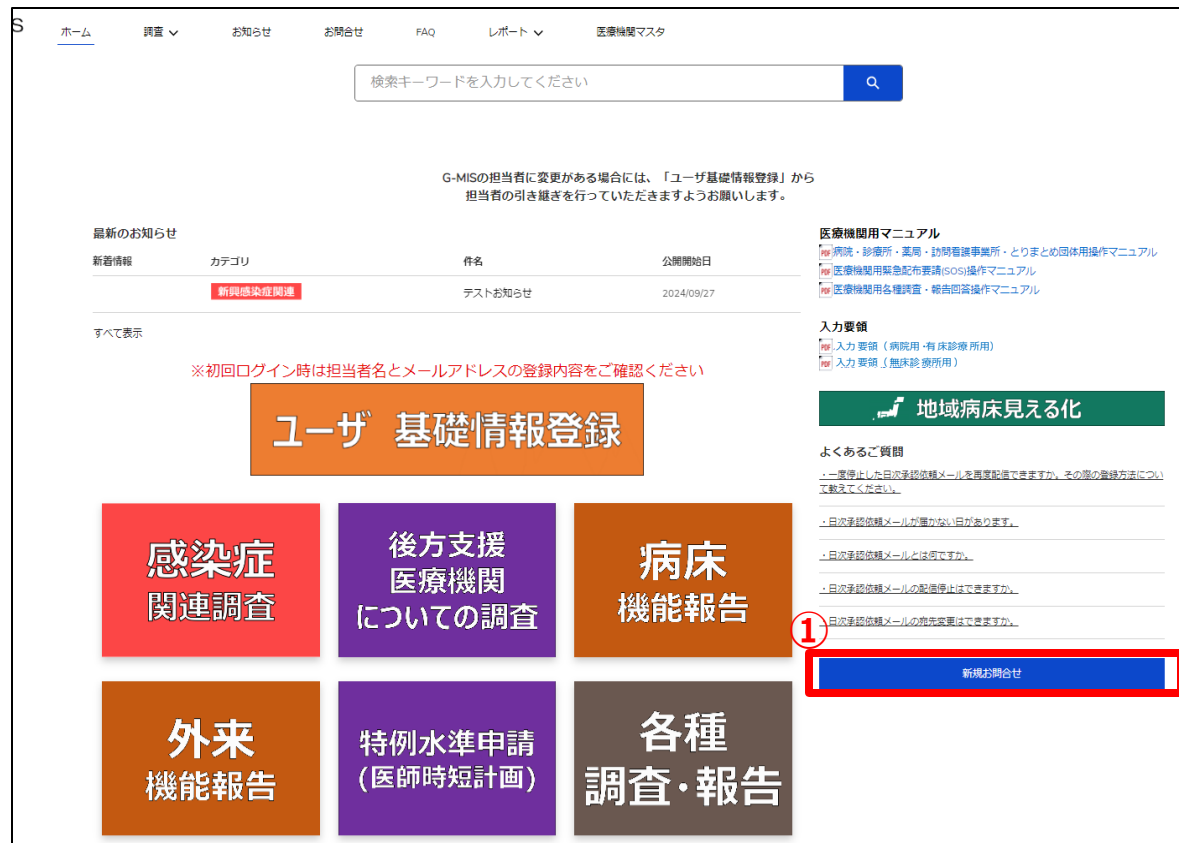 S
ホーム 調査 お知らせ お問合せ FAQ レポート 医療機関マスタ
検索キーワードを入力してください
G-MISの担当者に変更がある場合には、「ユーザ基礎情報登録」から
担当者の引き継ぎを行っていただきますようお願いします。
最新のお知らせ
新着情報 カテゴリ 件名 公開開始日
新興感染症関連 テストお知らせ 2024/09/27
すべて表示
※初回ログイン時は担当者名とメールアドレスの登録内容をご確認ください
ユーザ 基礎情報登録
感染症
関連調査
後方支援
医療機関
についての調査
病床
機能報告
外来
機能報告
特例水準申請
(医師時短計画)
各種
調査・報告
医療機関用マニュアル
PDF 病院・診療所・薬局・訪問看護事業所・とりまとめ団体用操作マニュアル
PDF 医療機関用緊急配布要請(SOS)操作マニュアル
PDF 医療機関用各種調査・報告回答操作マニュアル
入力要領
PDF 入力要領（病院用・有床診療所用）
PDF 入力要領（無床診療所用）
地域病床見える化
よくあるご質問
・一度停止した日次承認依頼メールを再度配信できますか。その際の登録方法につい
て教えてください。
・日次承認依頼メールが届かない日があります。
・日次承認依頼メールとは何ですか。
・日次承認依頼メールの配信停止はできますか。
・日次承認依頼メールの宛先変更はできますか。
①
新規お問合せ